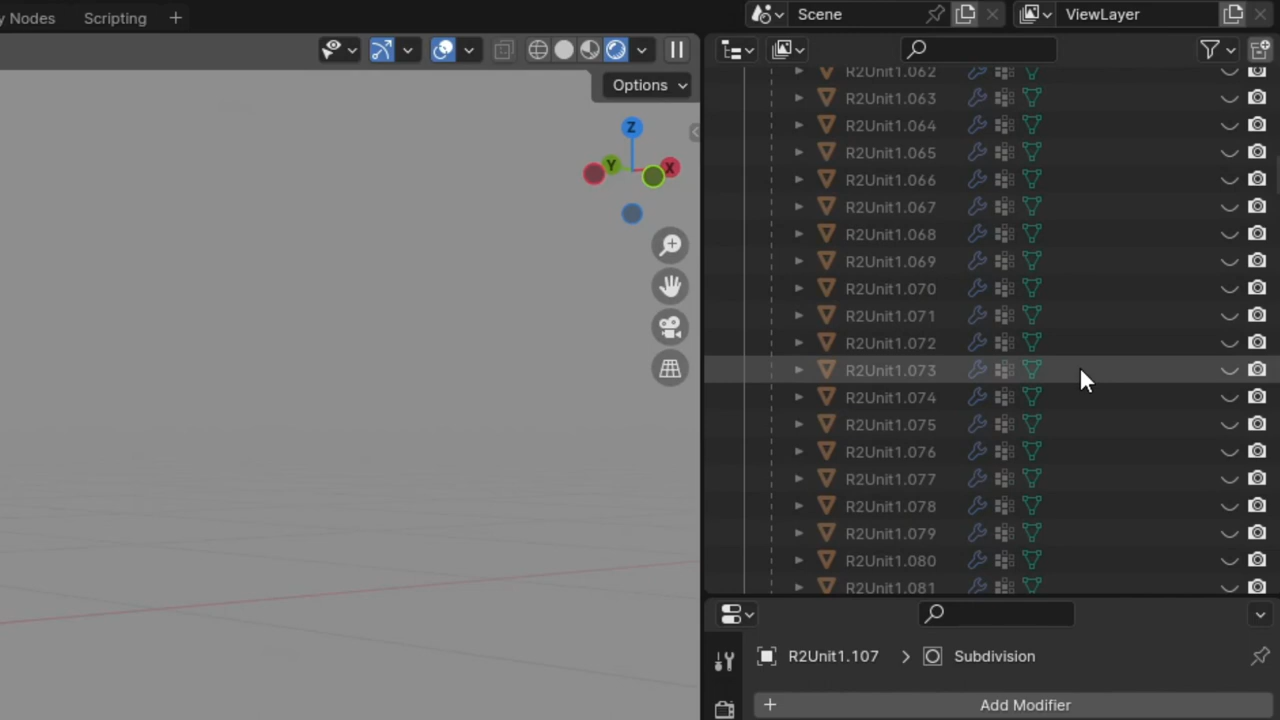 y Nodes
Scripting
Scene
ViewLayer
Options
Z
Y
X
R2Unit1.062
R2Unit1.063
R2Unit1.064
R2Unit1.065
R2Unit1.066
R2Unit1.067
R2Unit1.068
R2Unit1.069
R2Unit1.070
R2Unit1.071
R2Unit1.072
R2Unit1.073
R2Unit1.074
R2Unit1.075
R2Unit1.076
R2Unit1.077
R2Unit1.078
R2Unit1.079
R2Unit1.080
R2Unit1.081
R2Unit1.107 > Subdivision
+ Add Modifier